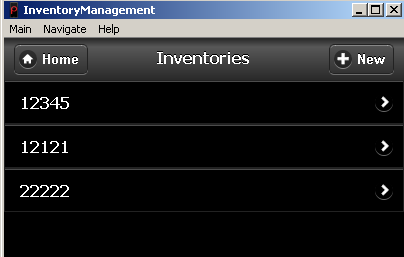 InventoryManagement
Main Navigate Help
Home Inventories New
12345
12121
22222